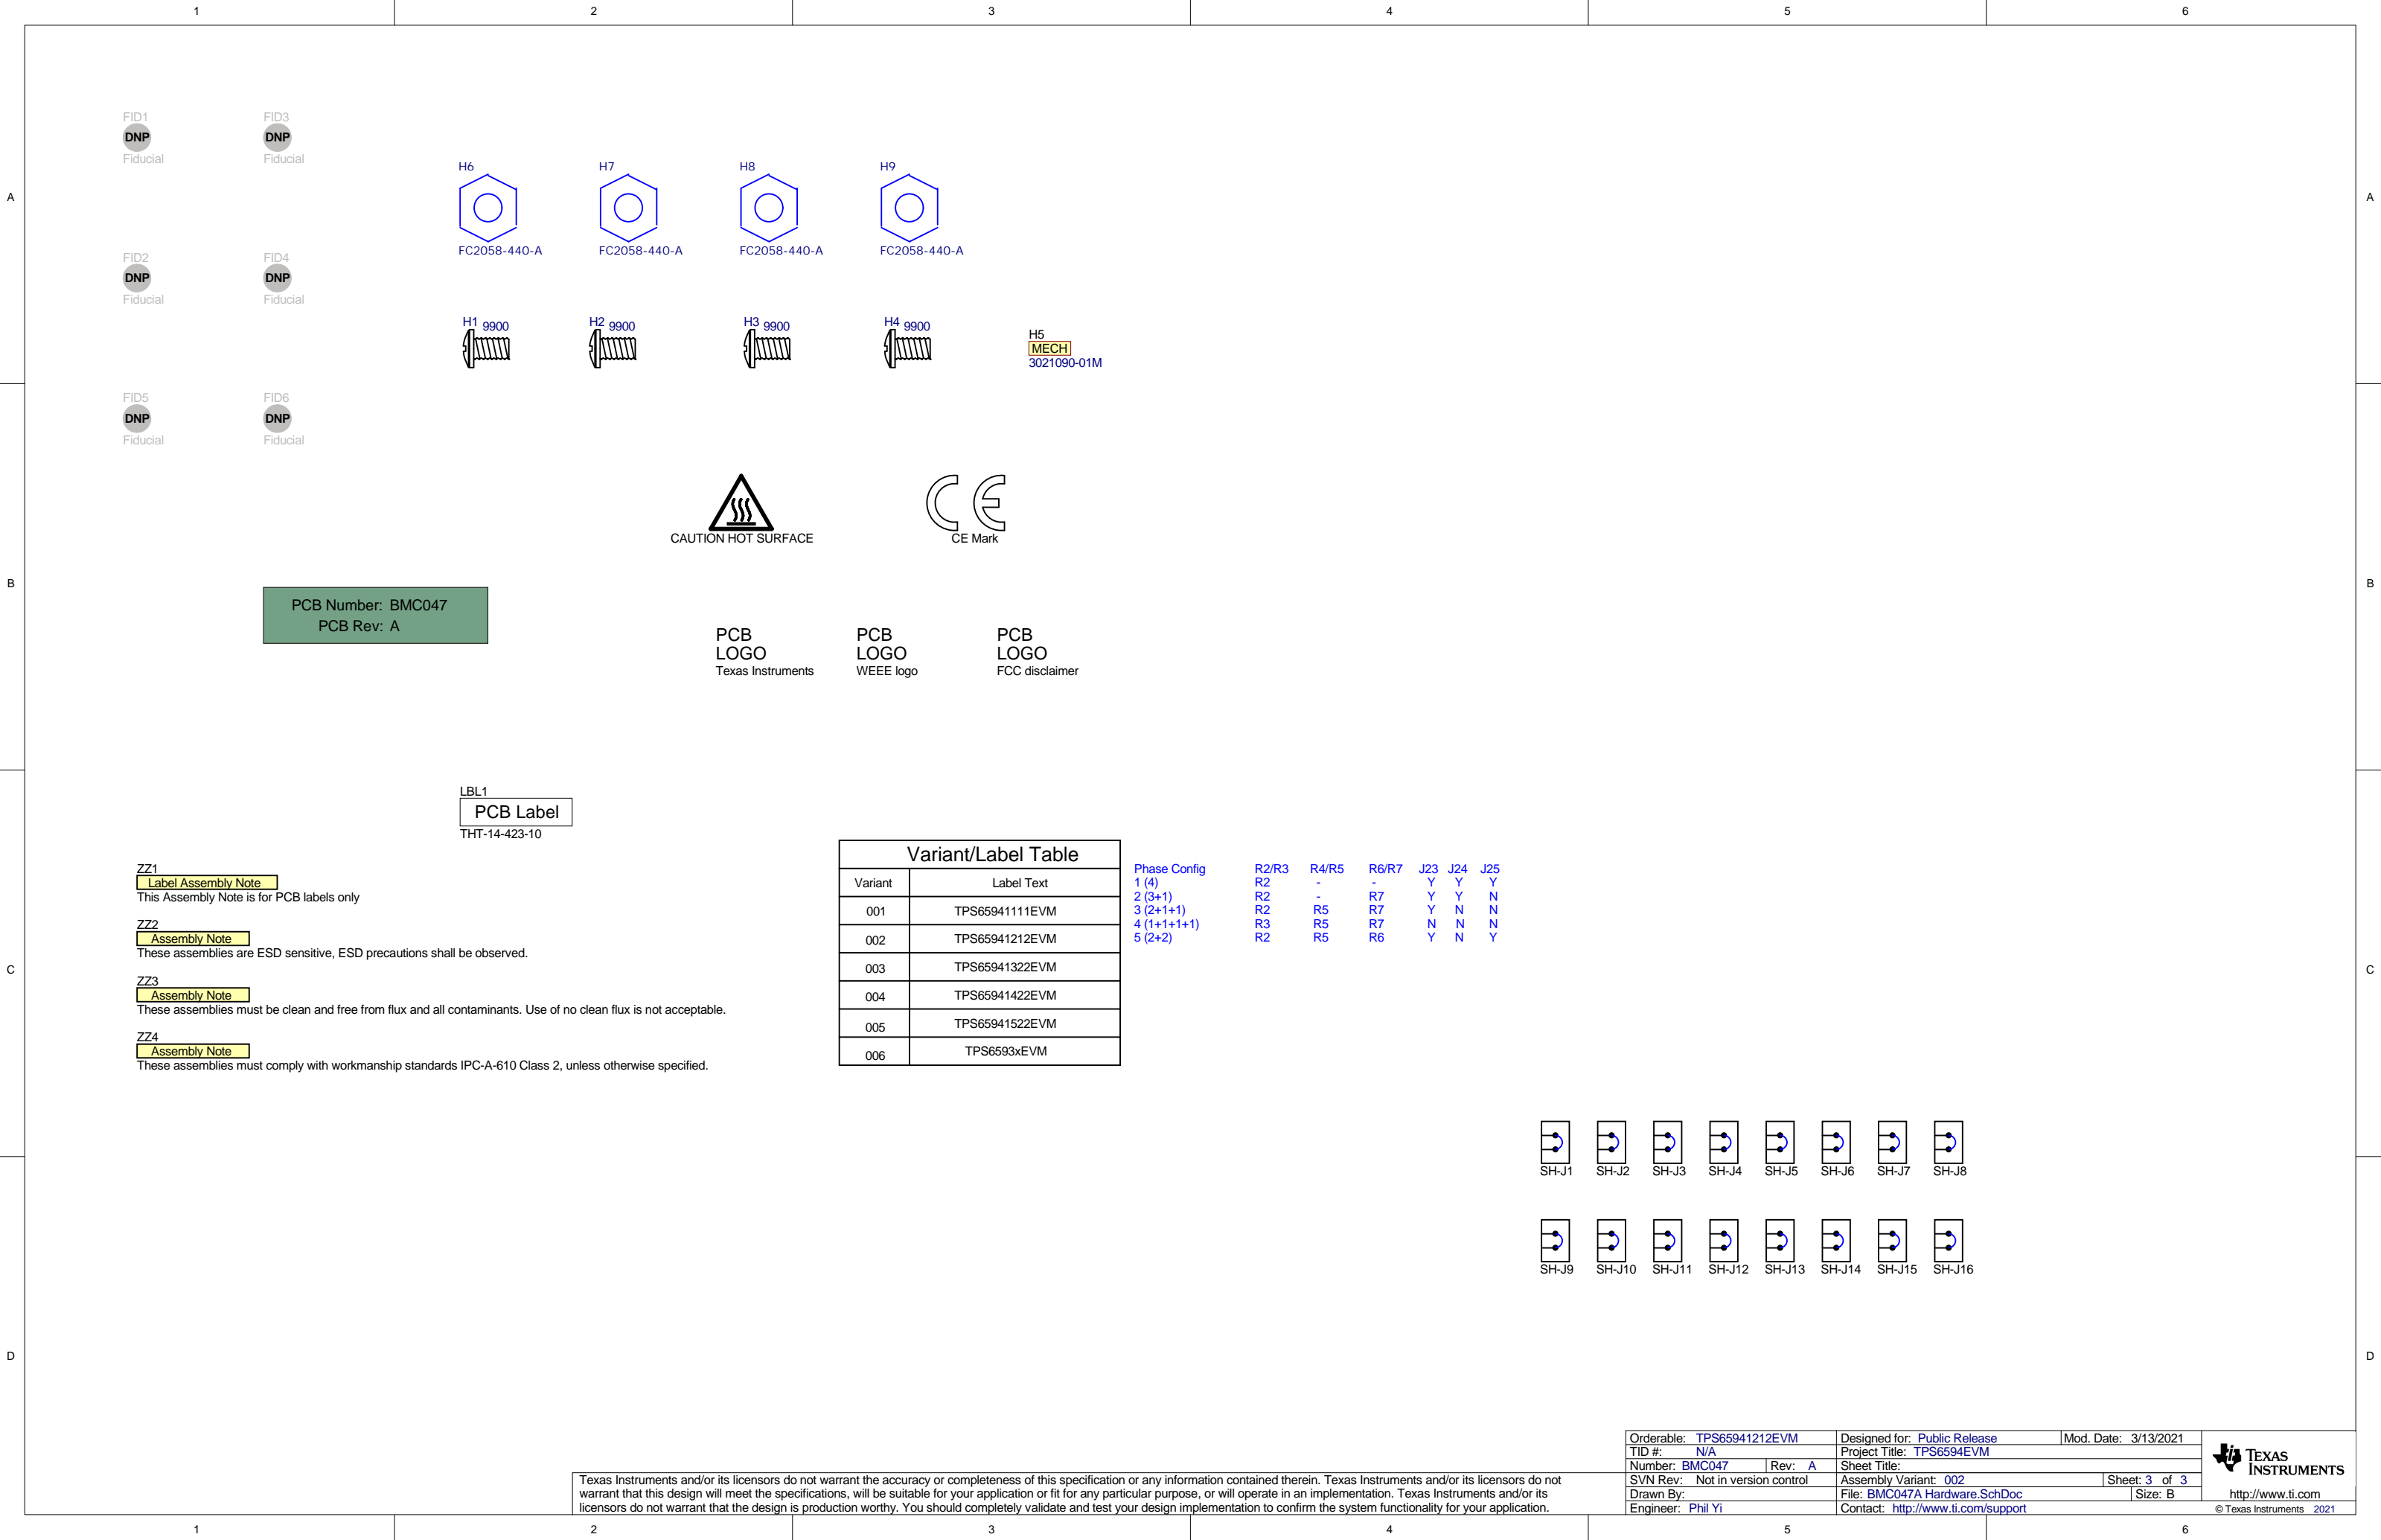 1 2 3 4 5 6
FID1 FID3
DNP DNP
Fiducial Fiducial
H6 H7 H8 H9
FC2058-440-A FC2058-440-A FC2058-440-A FC2058-440-A
A A
FID2 FID4
DNP DNP
Fiducial Fiducial
H1 9900 H2 9900 H3 9900 H4 9900
H5
MECH
3021090-01M
FID5 FID6
DNP DNP
Fiducial Fiducial
CAUTION HOT SURFACE CE Mark
B B
PCB Number: BMC047
PCB Rev: A
PCB PCB PCB
LOGO LOGO LOGO
Texas Instruments WEEE logo FCC disclaimer
LBL1
PCB Label
THT-14-423-10
ZZ1
Label Assembly Note
This Assembly Note is for PCB labels only
ZZ2
Assembly Note
These assemblies are ESD sensitive, ESD precautions shall be observed.
ZZ3
Assembly Note
These assemblies must be clean and free from flux and all contaminants. Use of no clean flux is not acceptable.
ZZ4
Assembly Note
These assemblies must comply with workmanship standards IPC-A-610 Class 2, unless otherwise specified.
Variant/Label Table
Variant Label Text
001 TPS65941111EVM
002 TPS65941212EVM
003 TPS65941322EVM
004 TPS65941422EVM
005 TPS65941522EVM
006 TPS6593xEVM
Phase Config R2/R3 R4/R5 R6/R7 J23 J24 J25
1 (4) R2 - - Y Y Y
2 (3+1) R2 - R7 Y Y N
3 (2+1+1) R2 R5 R7 Y N N
4 (1+1+1+1) R3 R5 R7 N N N
5 (2+2) R2 R5 R6 Y N Y
C C
SH-J1 SH-J2 SH-J3 SH-J4 SH-J5 SH-J6 SH-J7 SH-J8
SH-J9 SH-J10 SH-J11 SH-J12 SH-J13 SH-J14 SH-J15 SH-J16
D D
Texas Instruments and/or its licensors do not warrant the accuracy or completeness of this specification or any information contained therein. Texas Instruments and/or its licensors do not
warrant that this design will meet the specifications, will be suitable for your application or fit for any particular purpose, or will operate in an implementation. Texas Instruments and/or its
licensors do not warrant that the design is production worthy. You should completely validate and test your design implementation to confirm the system functionality for your application.
Orderable: TPS65941212EVM Designed for: Public Release Mod. Date: 3/13/2021
TID #: N/A Project Title: TPS6594EVM
Number: BMC047 Rev: A Sheet Title:
SVN Rev: Not in version control Assembly Variant: 002 Sheet: 3 of 3
Drawn By: File: BMC047A Hardware.SchDoc Size: B
Engineer: Phil Yi Contact: http://www.ti.com/support
TEXAS
INSTRUMENTS
http://www.ti.com
© Texas Instruments 2021
1 2 3 4 5 6